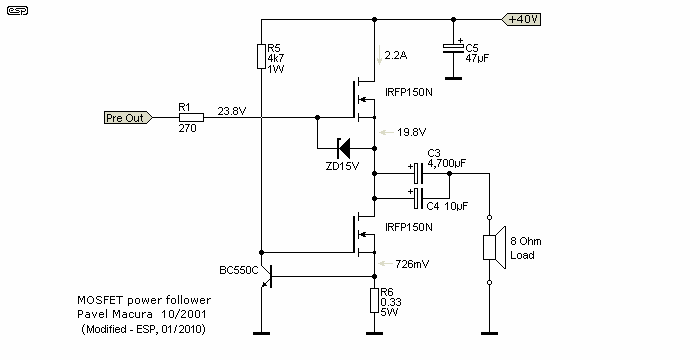 esp
+40V
R5
4k7
1W
2.2A
C5
47µF
IRFP150N
R1
Pre Out
270
23.8V
19.8V
ZD15V
C3
4,700µF
C4 10µF
IRFP150N
8 Ohm
Load
BC550C
726mV
R6
0.33
5W
MOSFET power follower
Pavel Macura 10/2001
(Modified - ESP, 01/2010)